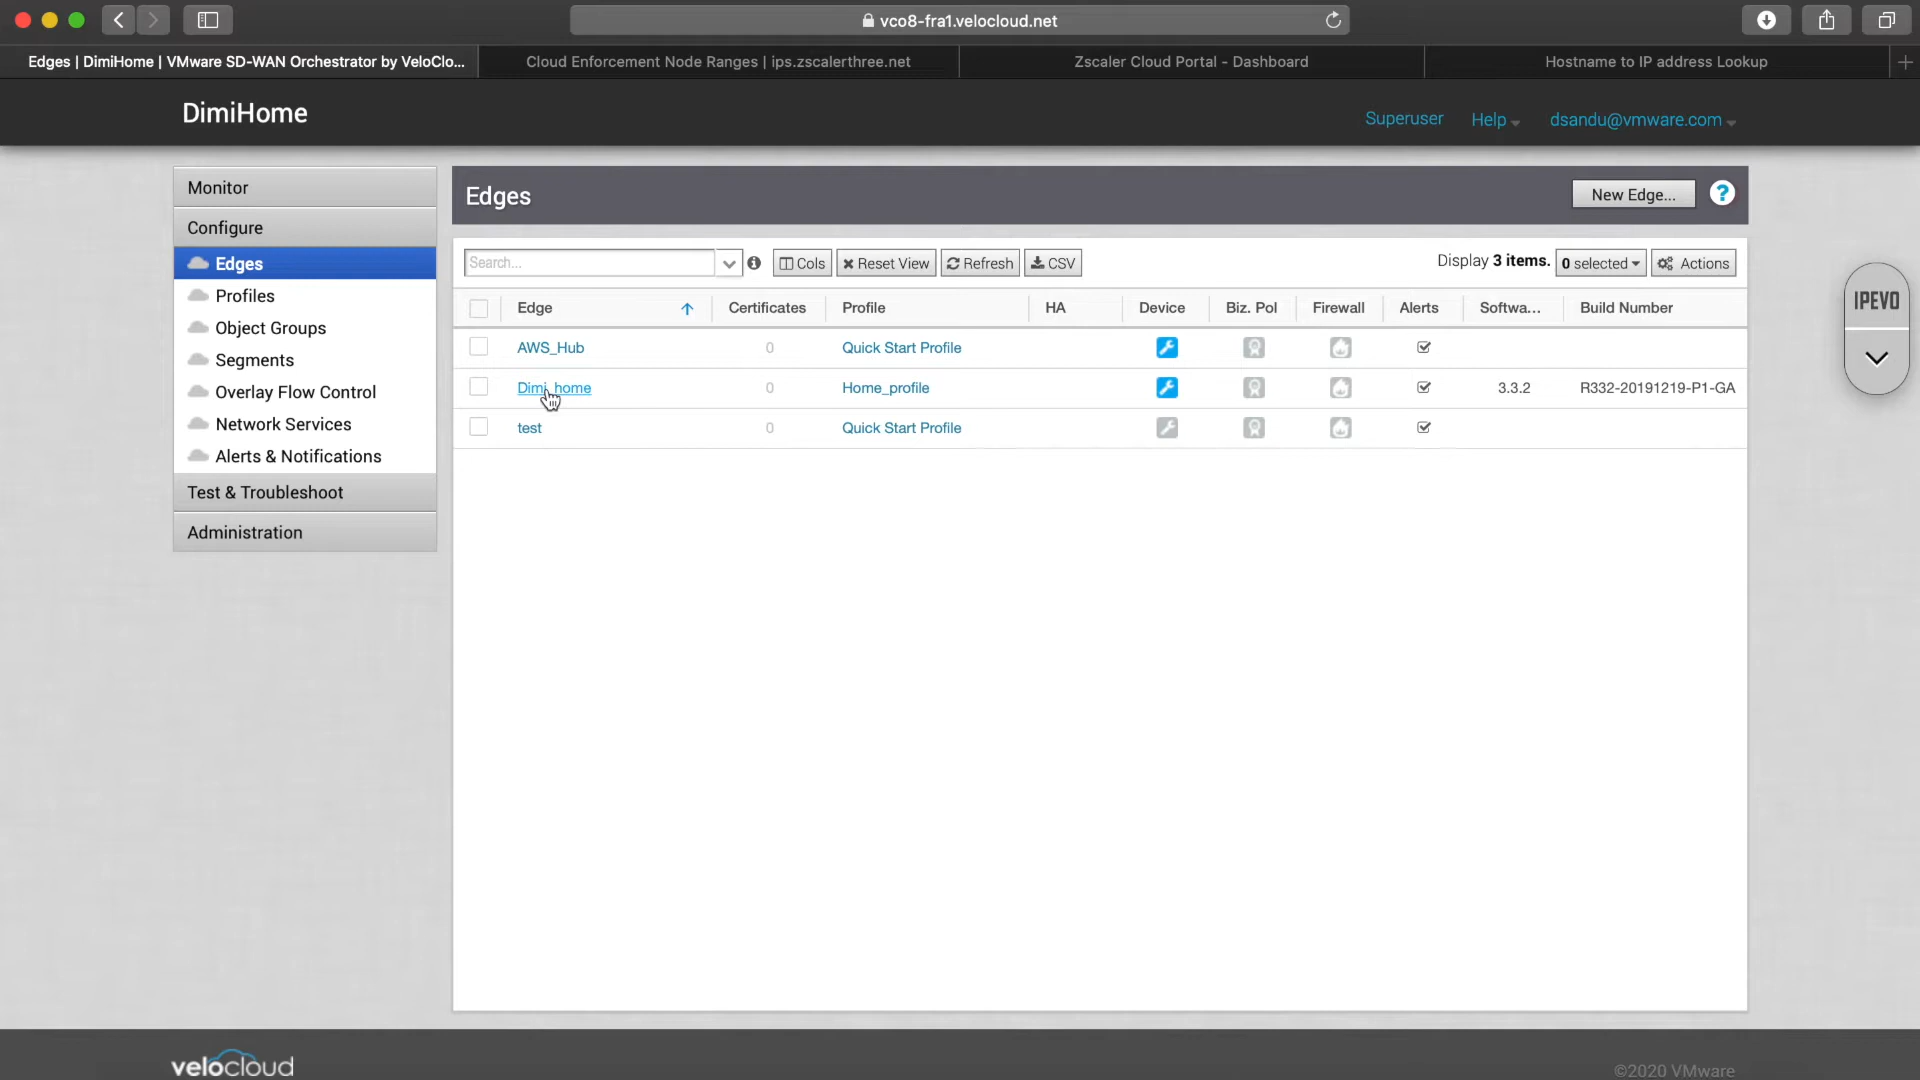 vco8-fra1.velocloud.net
Edges | DimiHome | VMware SD-WAN Orchestrator by VeloClo...
Cloud Enforcement Node Ranges | ips.zscalerthree.net
Zscaler Cloud Portal - Dashboard
Hostname to IP address Lookup
DimiHome
Superuser
Help
dsandu@vmware.com
Monitor
Configure
Edges
Profiles
Object Groups
Segments
Overlay Flow Control
Network Services
Alerts & Notifications
Test & Troubleshoot
Administration
Edges
New Edge...
?
Search...
Cols
Reset View
Refresh
CSV
Display 3 items.
0 selected
Actions
Edge Certificates Profile HA Device Biz. Pol Firewall Alerts Softwa... Build Number
AWS_Hub 0 Quick Start Profile
Dimi_home 0 Home_profile 3.3.2 R332-20191219-P1-GA
test 0 Quick Start Profile
IPEVO
velocloud
©2020 VMware